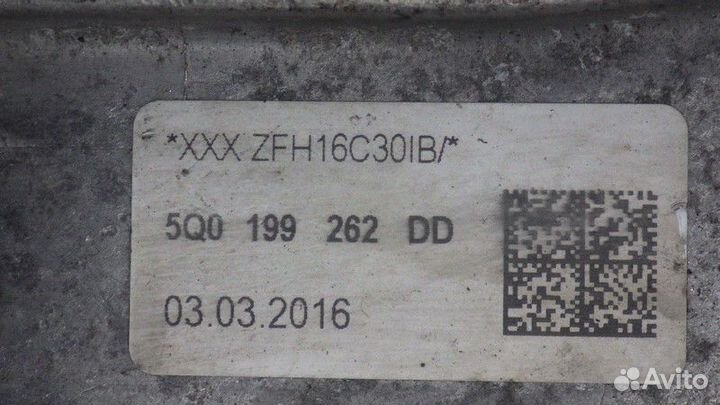 *XXX ZFH16C30IB/*
5Q0 199 262 DD
03.03.2016
Avito